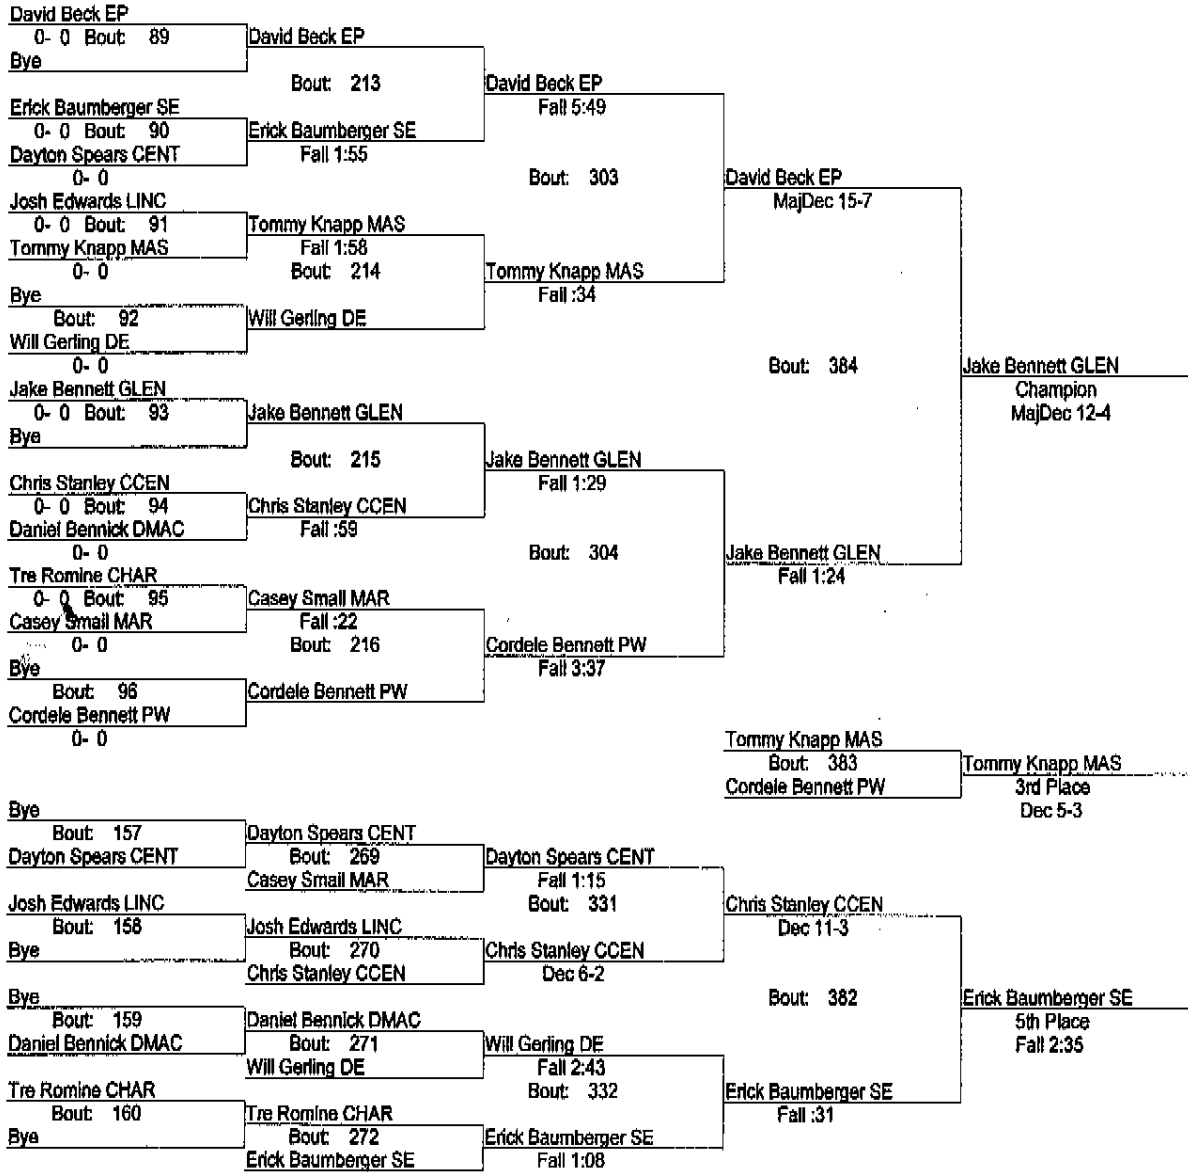 David Beck EP
0- 0 Bout: 89
Bye
David Beck EP
Bout: 213
Erick Baumberger SE
0- 0 Bout: 90
Dayton Spears CENT
0- 0
Erick Baumberger SE
Fall 1:55
David Beck EP
Fall 5:49
Bout: 303
Josh Edwards LINC
0- 0 Bout: 91
Tommy Knapp MAS
0- 0
Tommy Knapp MAS
Fall 1:58
Bout: 214
Bye
Bout: 92
Will Gerling DE
0- 0
Will Gerling DE
Tommy Knapp MAS
Fall :34
David Beck EP
MajDec 15-7
Bout: 384
Jake Bennett GLEN
0- 0 Bout: 93
Bye
Jake Bennett GLEN
Bout: 215
Chris Stanley CCEN
0- 0 Bout: 94
Daniel Bennick DMAC
0- 0
Chris Stanley CCEN
Fall :59
Jake Bennett GLEN
Fall 1:29
Bout: 304
Tre Romine CHAR
0- 0 Bout: 95
Casey Smail MAR
0- 0
Casey Smail MAR
Fall :22
Bout: 216
Bye
Bout: 96
Cordele Bennett PW
0- 0
Cordele Bennett PW
Cordele Bennett PW
Fall 3:37
Jake Bennett GLEN
Fall 1:24
Jake Bennett GLEN
Champion
MajDec 12-4
Tommy Knapp MAS
Bout: 383
Cordele Bennett PW
Tommy Knapp MAS
3rd Place
Dec 5-3
Bye
Bout: 157
Dayton Spears CENT
Dayton Spears CENT
Bout: 269
Casey Smail MAR
Dayton Spears CENT
Fall 1:15
Bout: 331
Josh Edwards LINC
Bout: 158
Bye
Josh Edwards LINC
Bout: 270
Chris Stanley CCEN
Chris Stanley CCEN
Dec 6-2
Chris Stanley CCEN
Dec 11-3
Bout: 382
Bye
Bout: 159
Daniel Bennick DMAC
Daniel Bennick DMAC
Bout: 271
Will Gerling DE
Will Gerling DE
Fall 2:43
Bout: 332
Tre Romine CHAR
Bout: 160
Bye
Tre Romine CHAR
Bout: 272
Erick Baumberger SE
Erick Baumberger SE
Fall 1:08
Erick Baumberger SE
Fall :31
Erick Baumberger SE
5th Place
Fall 2:35